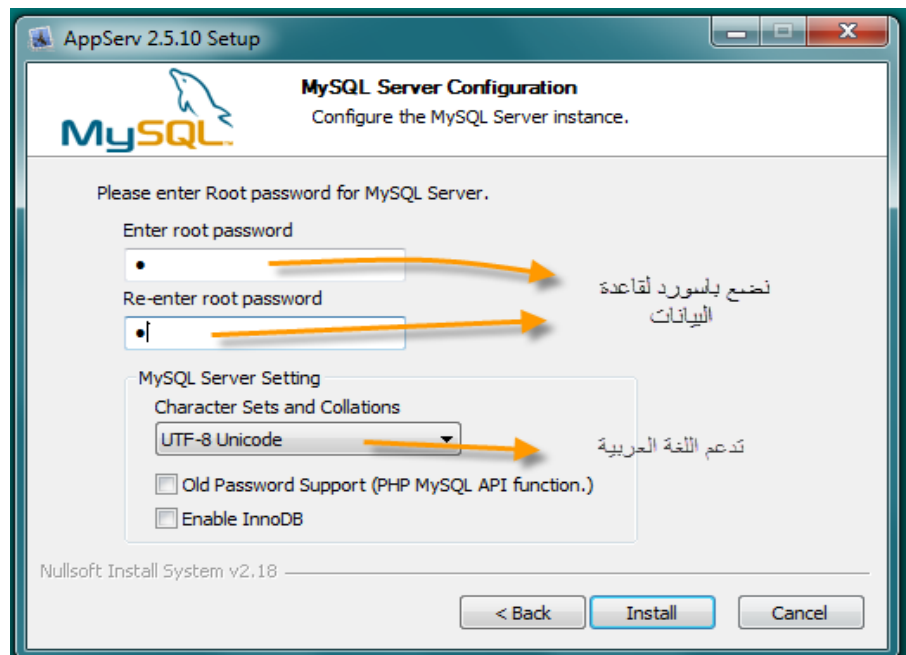 AppServ 2.5.10 Setup
MySQL Server Configuration
Configure the MySQL Server instance.
MySQL
Please enter Root password for MySQL Server.
Enter root password
•
نضع باسورد لقاعدة
البيانات
Re-enter root password
•
MySQL Server Setting
Character Sets and Collations
UTF-8 Unicode
تدعم اللغة العربية
Old Password Support (PHP MySQL API function.)
Enable InnoDB
Nullsoft Install System v2.18
< Back Install Cancel